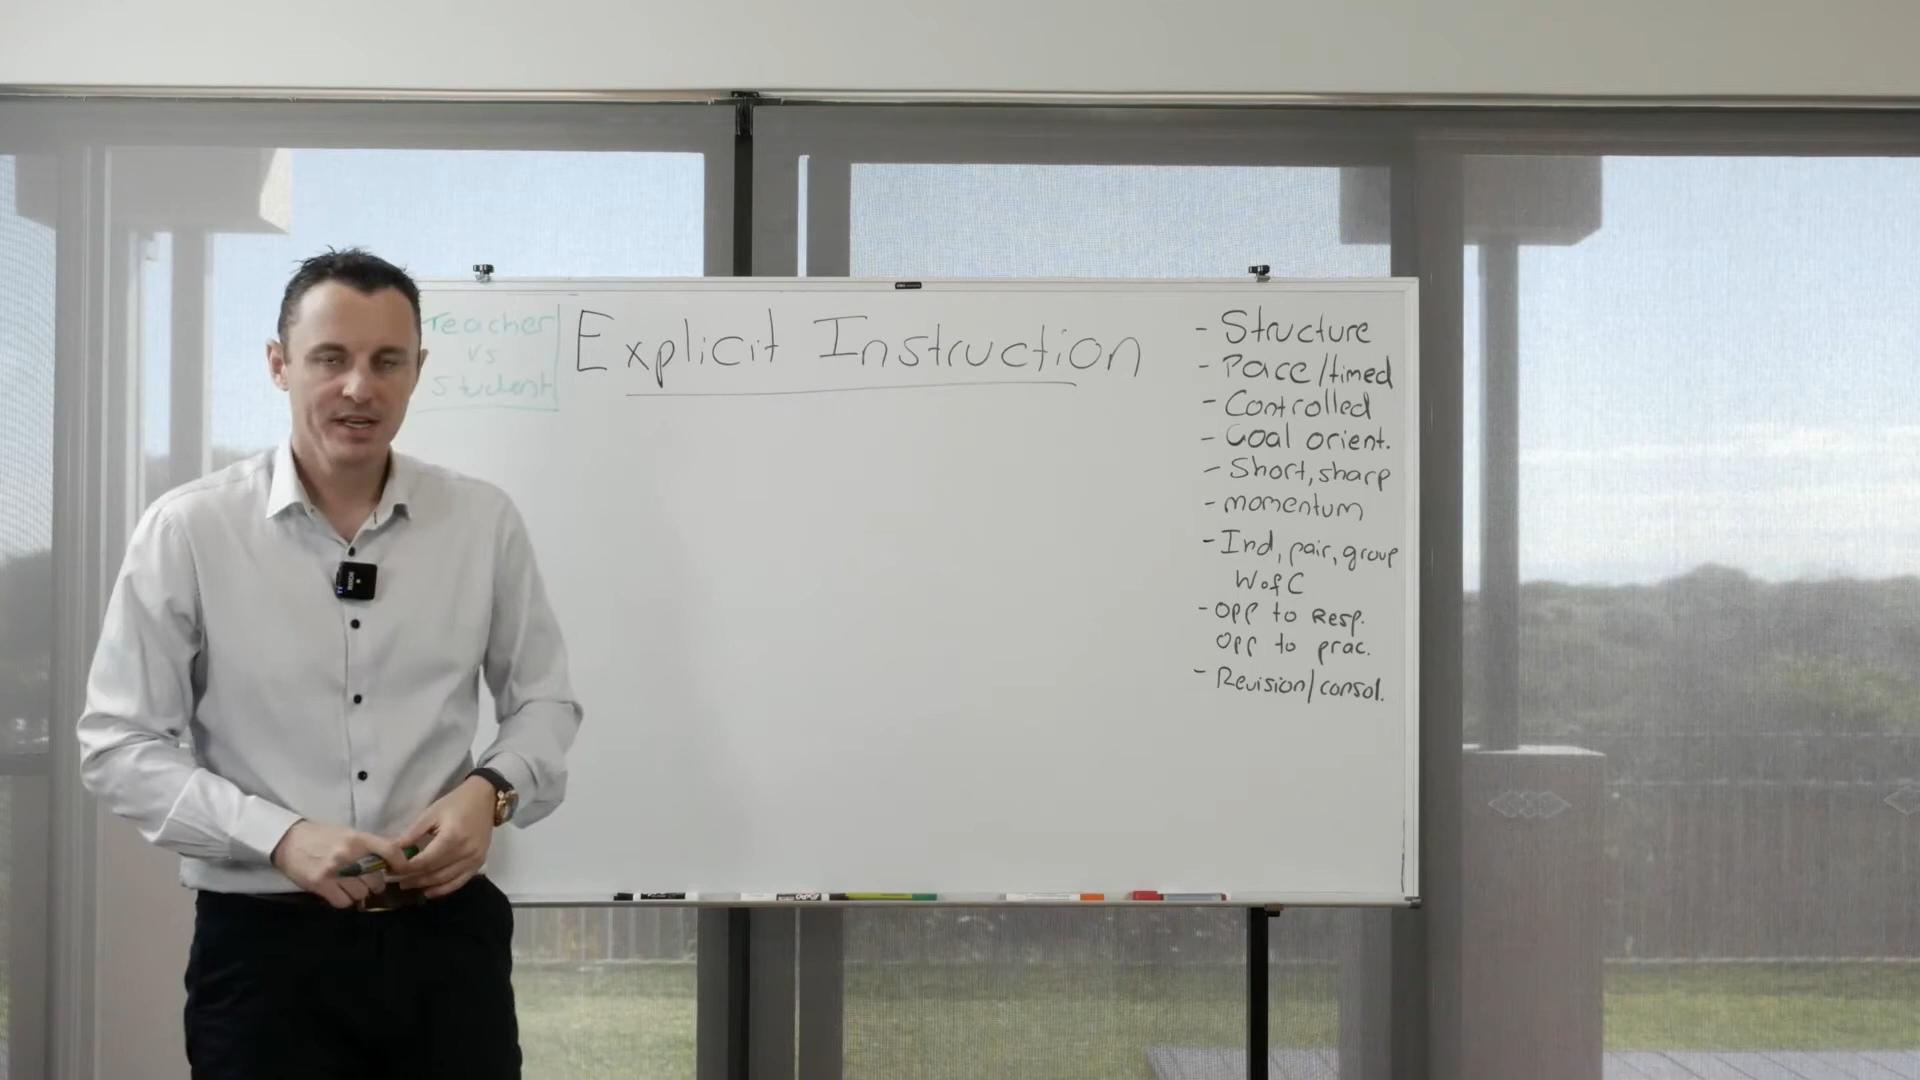 Teacher
vs
Student
Explicit Instruction
- Structure
- Pace/timed
- Controlled
- Goal orient.
- Short, sharp
- momentum
- Ind, pair, group
W of C
- Opp to Resp.
Opp to prac.
- Revision/consol.